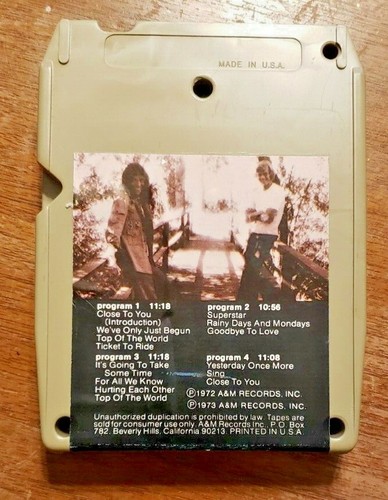 MADE IN U.S.A.
program 1 11:18
Close To You
(Introduction)
We've Only Just Begun
Top Of The World
Ticket To Ride
program 2 10:56
Superstar
Rainy Days And Mondays
Goodbye To Love
program 3 11:18
It's Going To Take
Some Time
For All We Know
Hurting Each Other
Top Of The World
program 4 11:08
Yesterday Once More
Sing
Close To You
Ⓟ1972 A&M RECORDS, INC.
Ⓟ1973 A&M RECORDS, INC.
Unauthorized duplication is prohibited by law. Tapes are
sold for consumer use only. A&M Records Inc., P.O. Box
782, Beverly Hills, California 90213. PRINTED IN U.S.A.